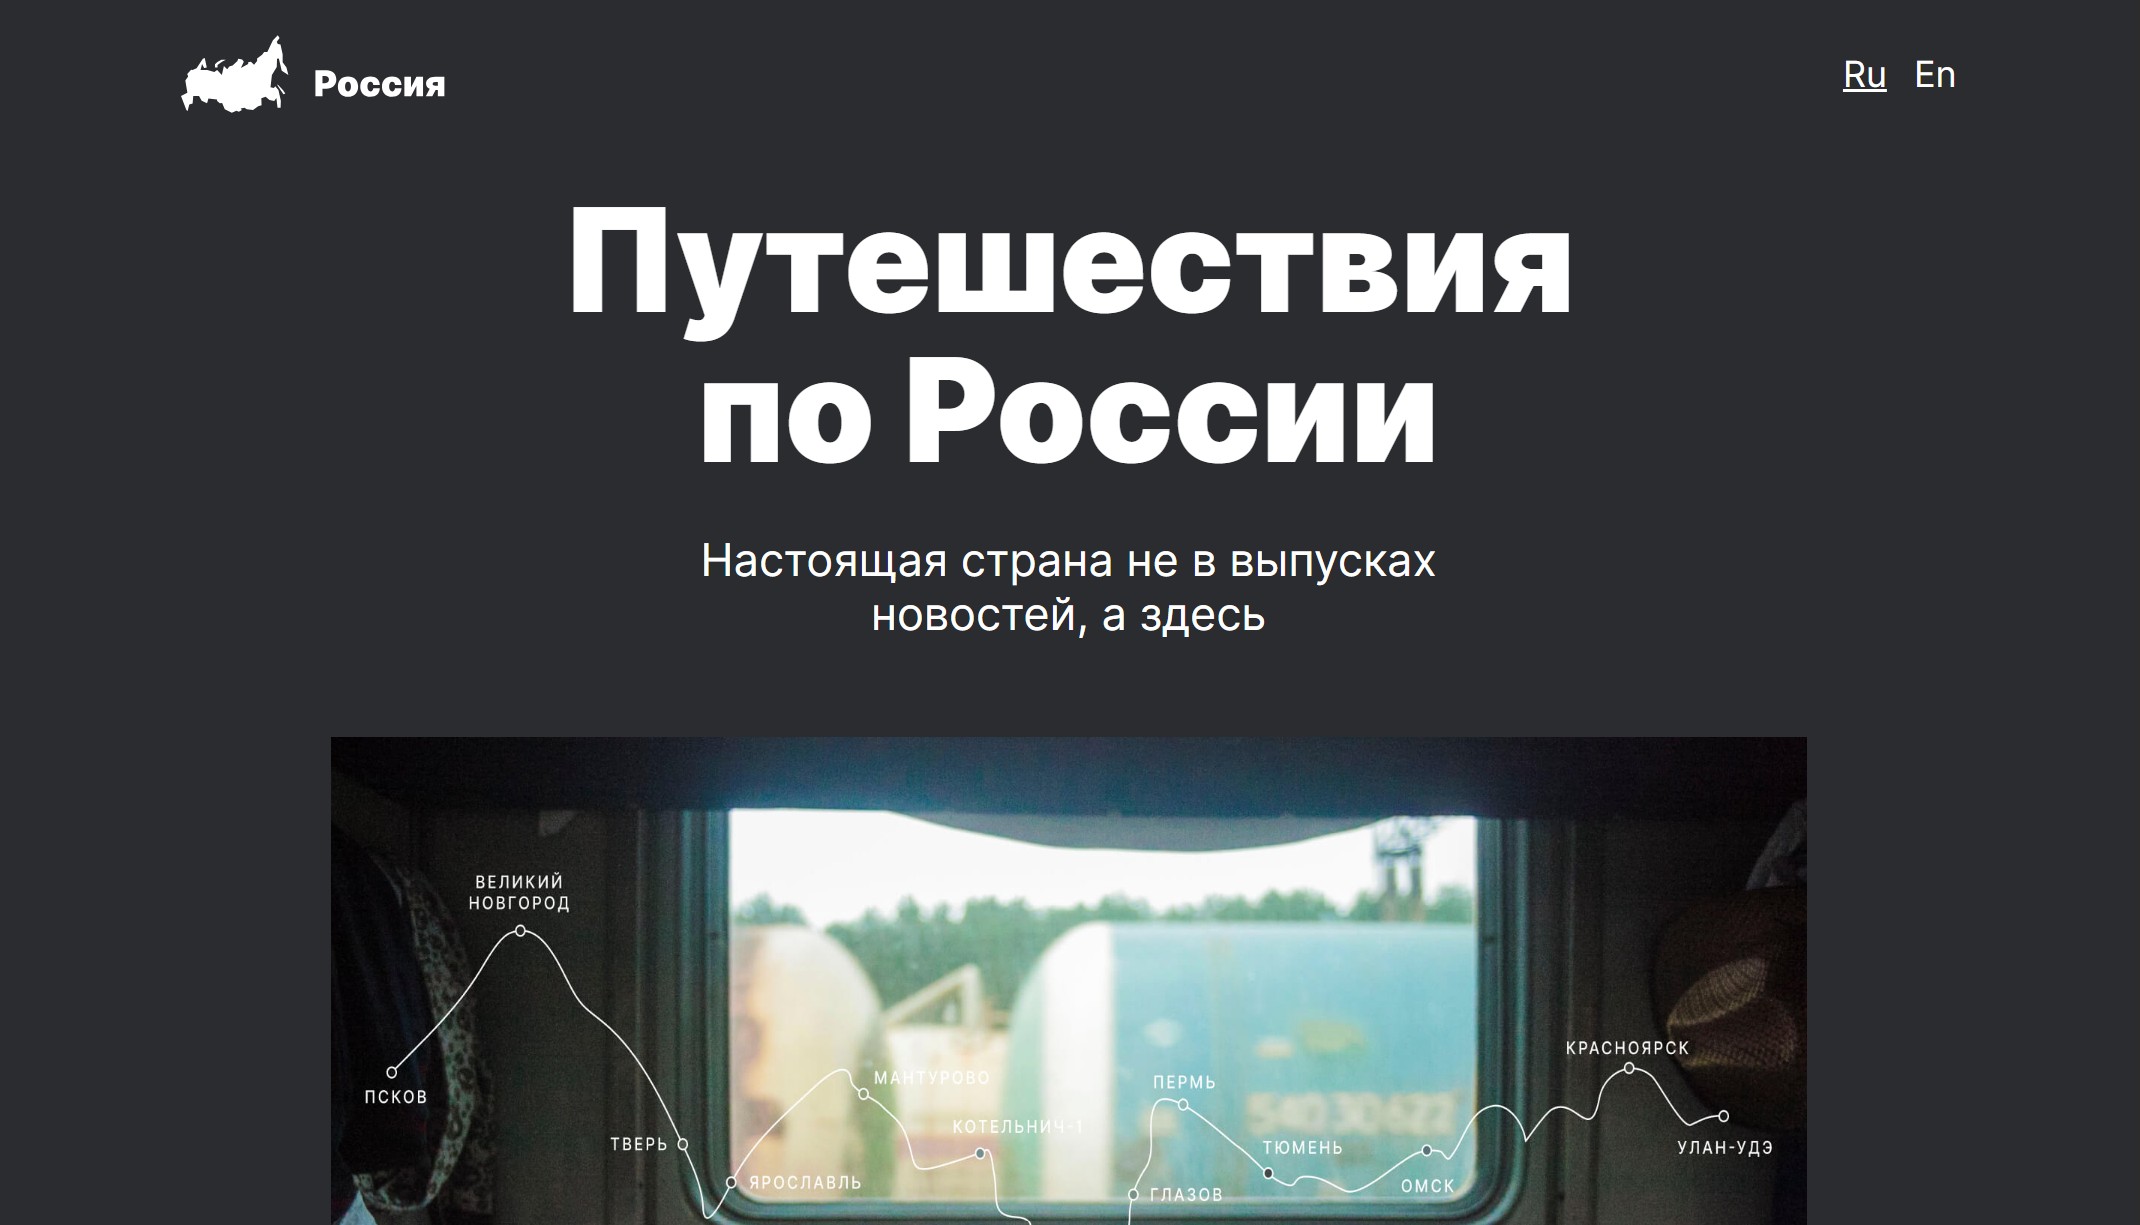 Россия
Ru En
Путешествия
по России
Настоящая страна не в выпусках
новостей, а здесь
ВЕЛИКИЙ
НОВГОРОД
КРАСНОЯРСК
МАНТУРОВО
ПЕРМЬ
ПСКОВ
КОТЕЛЬНИЧ-1
54030622
ТВЕРЬ
ТЮМЕНЬ
УЛАН-УДЭ
ЯРОСЛАВЛЬ
ОМСК
ГЛАЗОВ